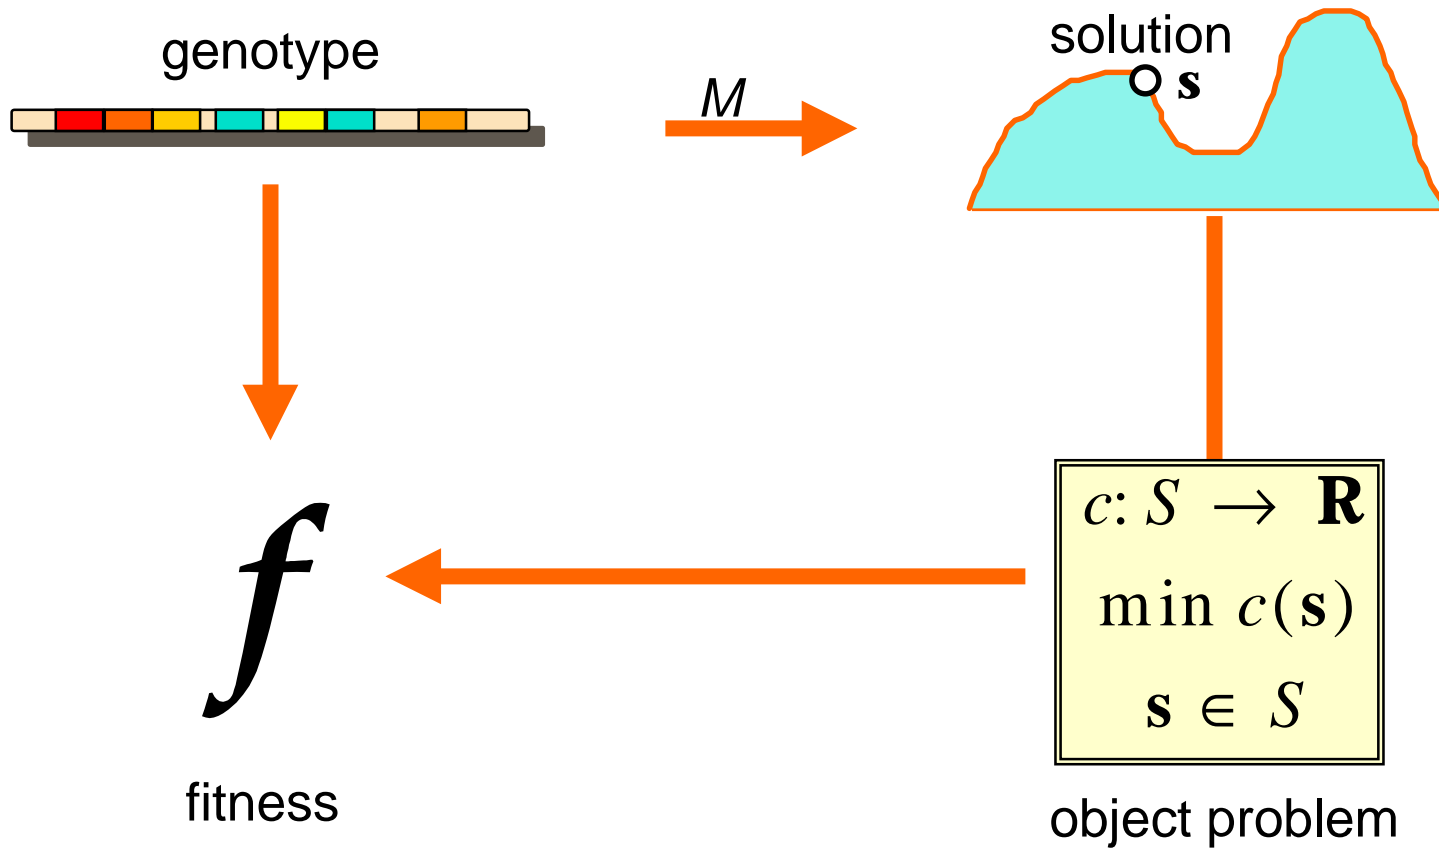 genotype
M
solution
s
f
fitness
c: S → R
min c(s)
s ∈ S
object problem